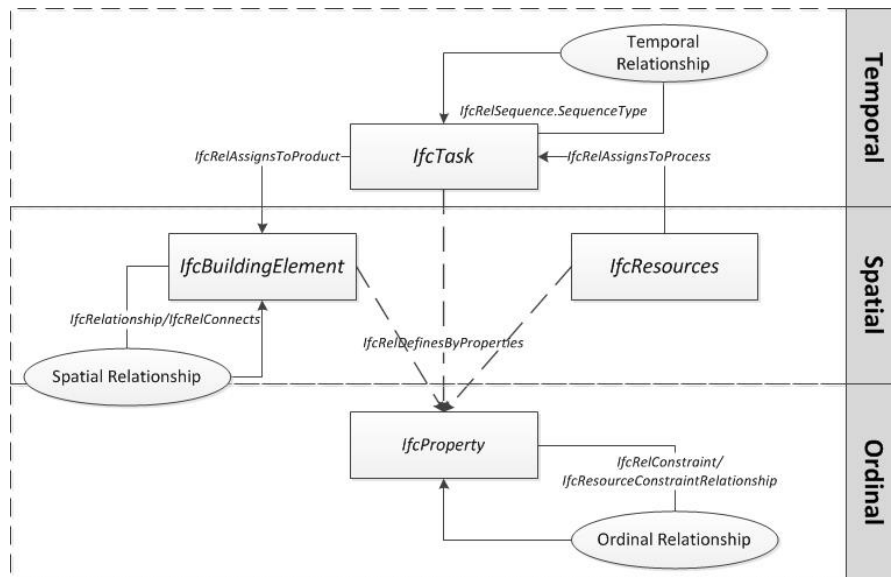 Temporal
Relationship
IfcRelSequence.SequenceType
IfcTask
IfcRelAssignsToProduct
IfcRelAssignsToProcess
Temporal
IfcBuildingElement
IfcResources
IfcRelationship/IfcRelConnects
IfcRelDefinesByProperties
Spatial Relationship
Spatial
IfcProperty
IfcRelConstraint/
IfcResourceConstraintRelationship
Ordinal Relationship
Ordinal